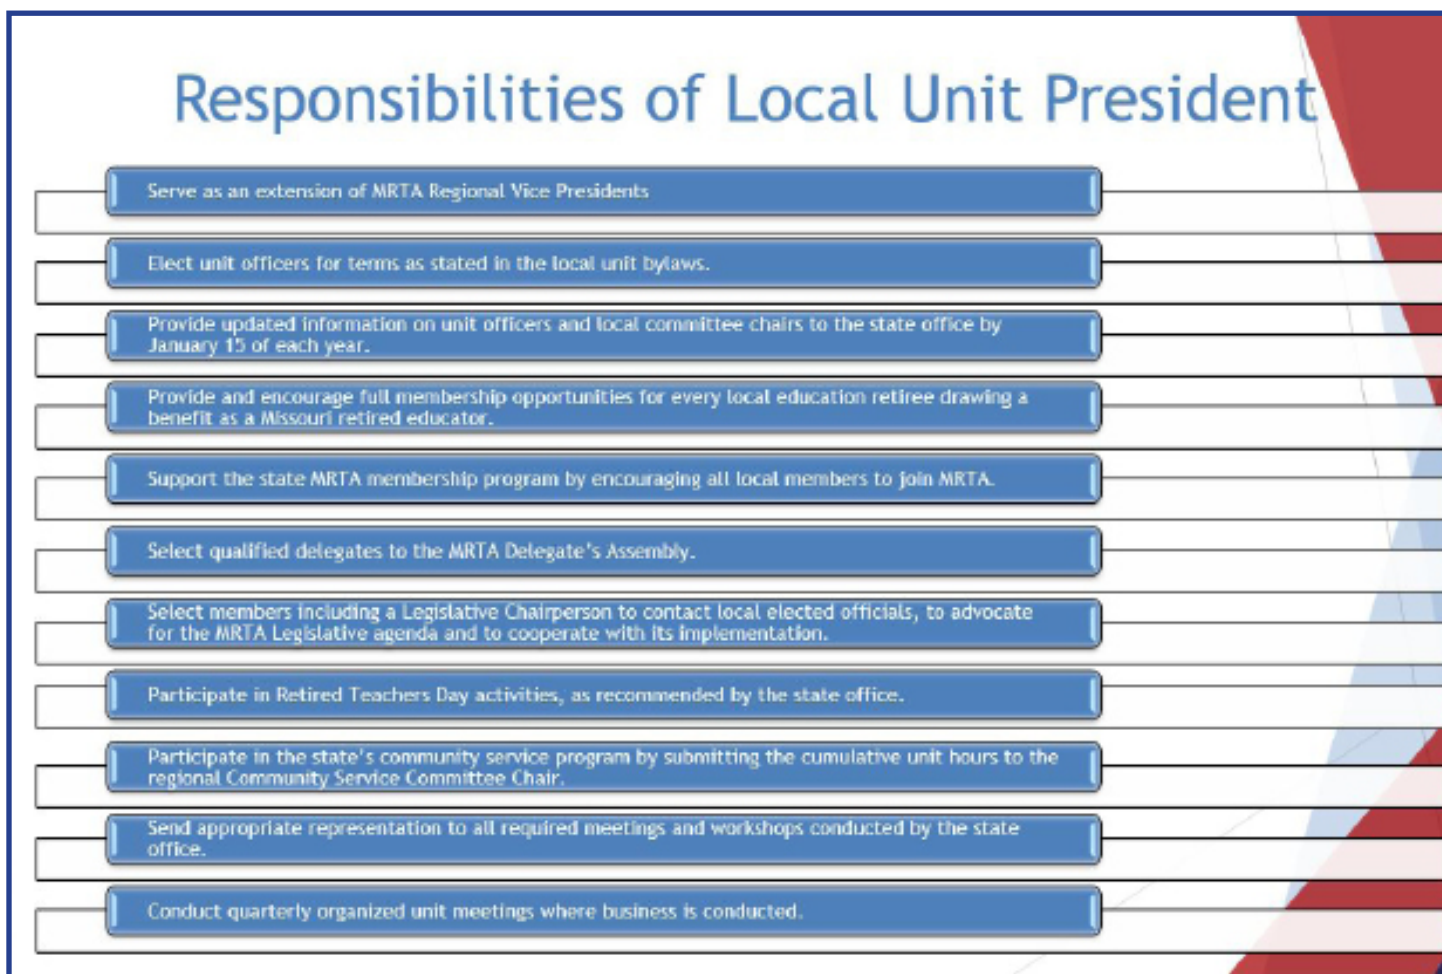 Responsibilities of Local Unit President
Serve as an extension of MRTA Regional Vice Presidents
Elect unit officers for terms as stated in the local unit bylaws.
Provide updated information on unit officers and local committee chairs to the state office by
January 15 of each year.
Provide and encourage full membership opportunities for every local education retiree drawing a
benefit as a Missouri retired educator.
Support the state MRTA membership program by encouraging all local members to join MRTA.
Select qualified delegates to the MRTA Delegate's Assembly.
Select members including a Legislative Chairperson to contact local elected officials, to advocate
for the MRTA Legislative agenda and to cooperate with its implementation.
Participate in Retired Teachers Day activities, as recommended by the state office.
Participate in the state's community service program by submitting the cumulative unit hours to the
regional Community Service Committee Chair.
Send appropriate representation to all required meetings and workshops conducted by the state
office.
Conduct quarterly organized unit meetings where business is conducted.